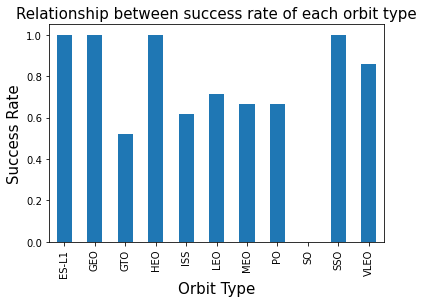 Relationship between success rate of each orbit type
1.0
0.8
0.6
0.4
0.2
0.0
Success Rate
ES-L1
GEO
GTO
HEO
ISS
LEO
MEO
PO
SO
SSO
VLEO
Orbit Type